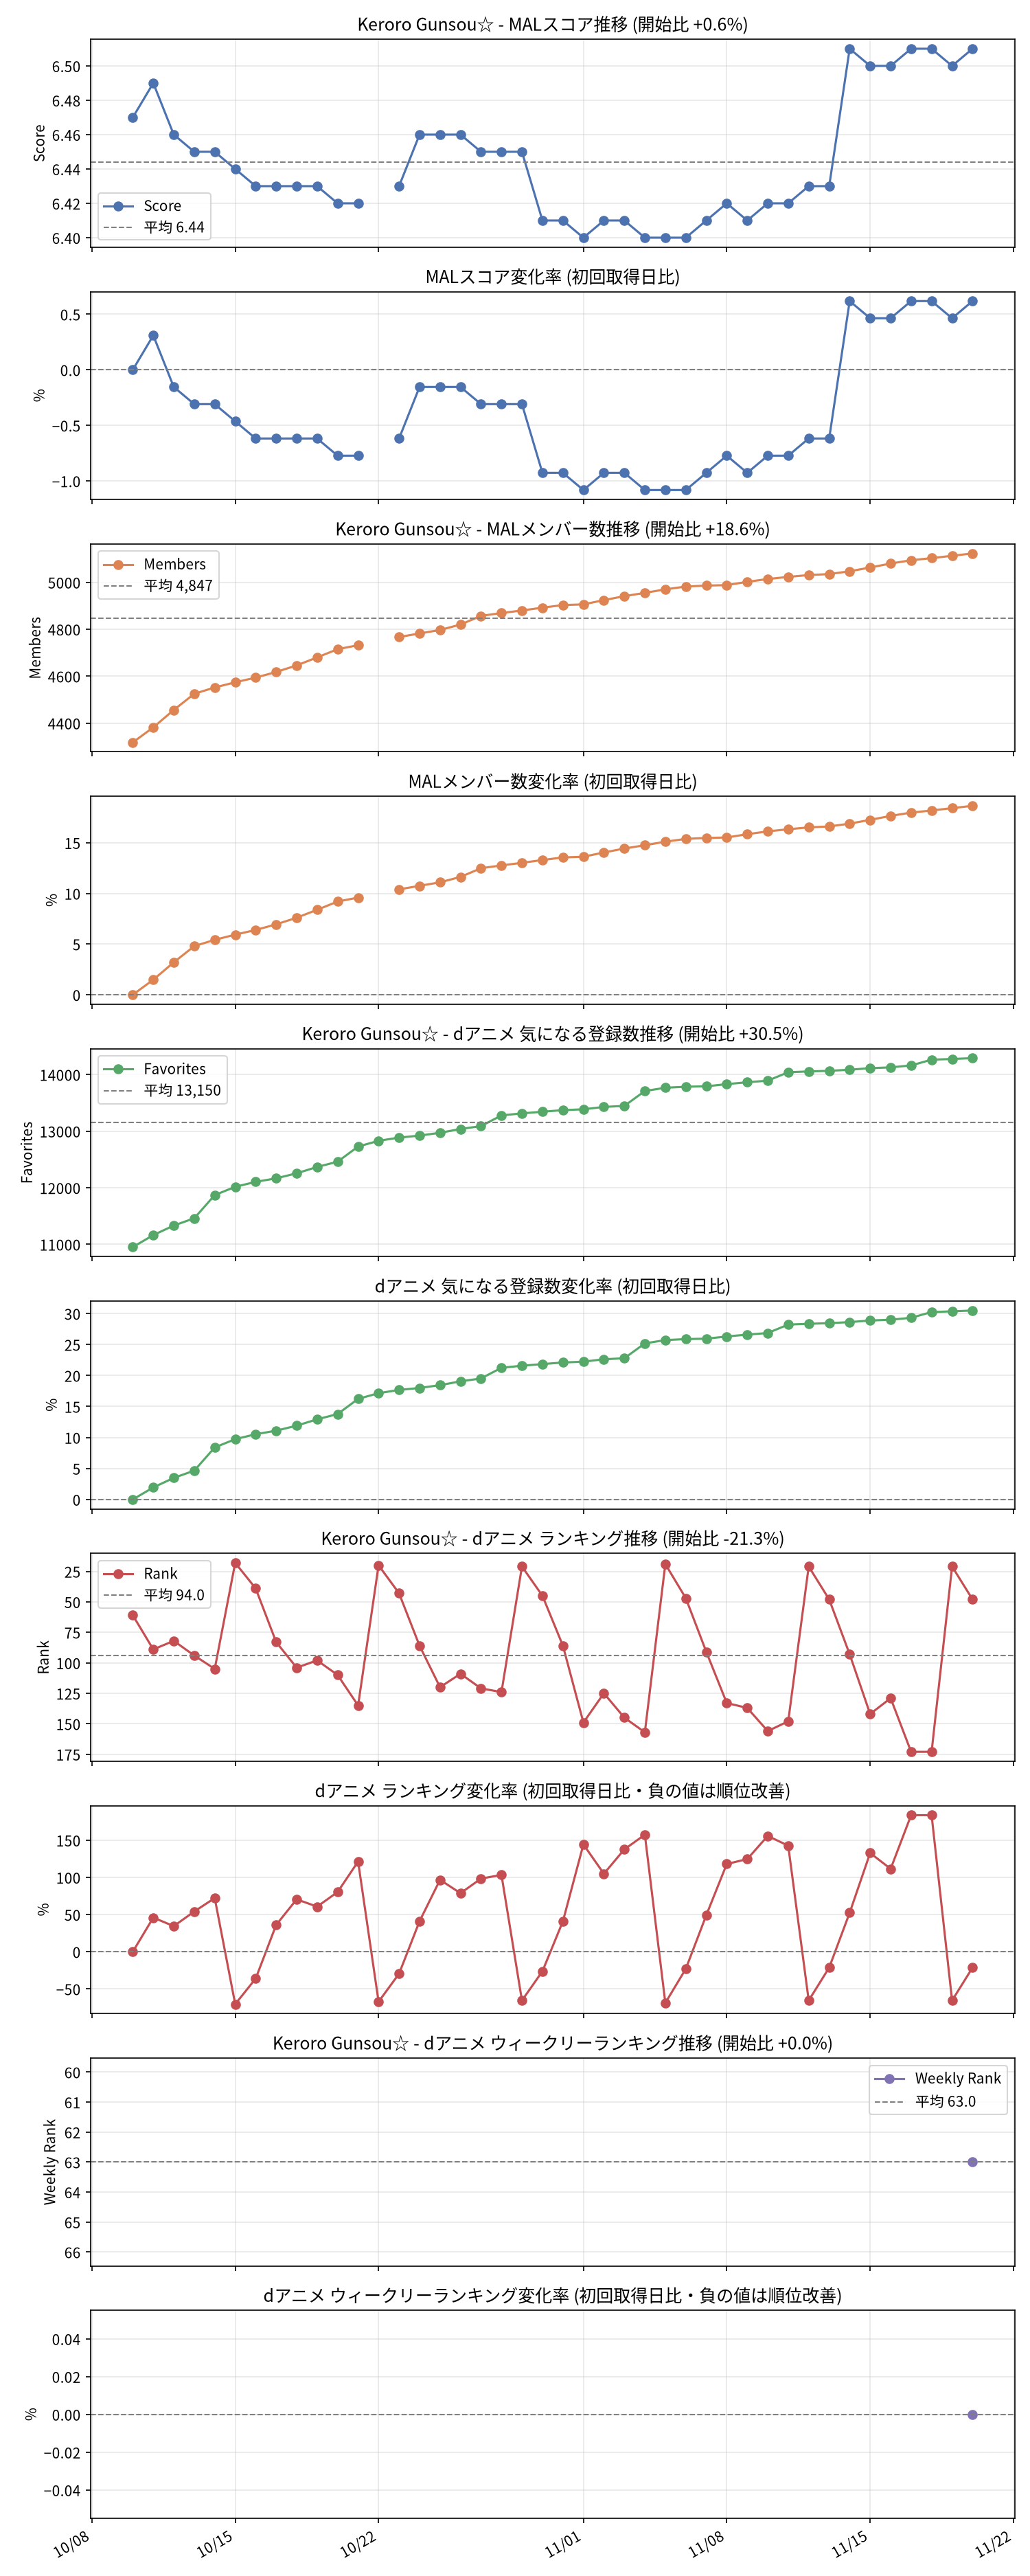 Keroro Gunsou☆ - MALスコア推移 (開始比 +0.6%)
6.50
6.48
6.46
6.44
6.42
6.40
Score
Score
平均 6.44
MALスコア変化率 (初回取得日比)
0.5
0.0
−0.5
−1.0
%
Keroro Gunsou☆ - MALメンバー数推移 (開始比 +18.6%)
5000
4800
4600
4400
Members
Members
平均 4,847
MALメンバー数変化率 (初回取得日比)
15
10
5
0
%
Keroro Gunsou☆ - dアニメ 気になる登録数推移 (開始比 +30.5%)
14000
13000
12000
11000
Favorites
Favorites
平均 13,150
dアニメ 気になる登録数変化率 (初回取得日比)
30
25
20
15
10
5
0
%
Keroro Gunsou☆ - dアニメ ランキング推移 (開始比 -21.3%)
25
50
75
100
125
150
175
Rank
Rank
平均 94.0
dアニメ ランキング変化率 (初回取得日比・負の値は順位改善)
150
100
50
0
−50
%
Keroro Gunsou☆ - dアニメ ウィークリーランキング推移 (開始比 +0.0%)
60
61
62
63
64
65
66
Weekly Rank
Weekly Rank
平均 63.0
dアニメ ウィークリーランキング変化率 (初回取得日比・負の値は順位改善)
0.04
0.02
0.00
−0.02
−0.04
%
10/08
10/15
10/22
11/01
11/08
11/15
11/22